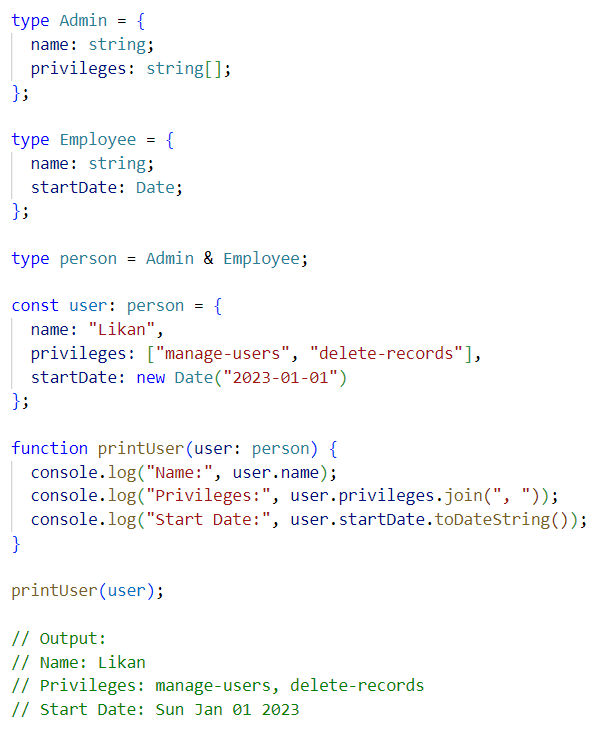 type Admin = {
  name: string;
  privileges: string[];
};

type Employee = {
  name: string;
  startDate: Date;
};

type person = Admin & Employee;

const user: person = {
  name: "Likan",
  privileges: ["manage-users", "delete-records"],
  startDate: new Date("2023-01-01")
};

function printUser(user: person) {
  console.log("Name:", user.name);
  console.log("Privileges:", user.privileges.join(", "));
  console.log("Start Date:", user.startDate.toDateString());
}

printUser(user);

// Output:
// Name: Likan
// Privileges: manage-users, delete-records
// Start Date: Sun Jan 01 2023